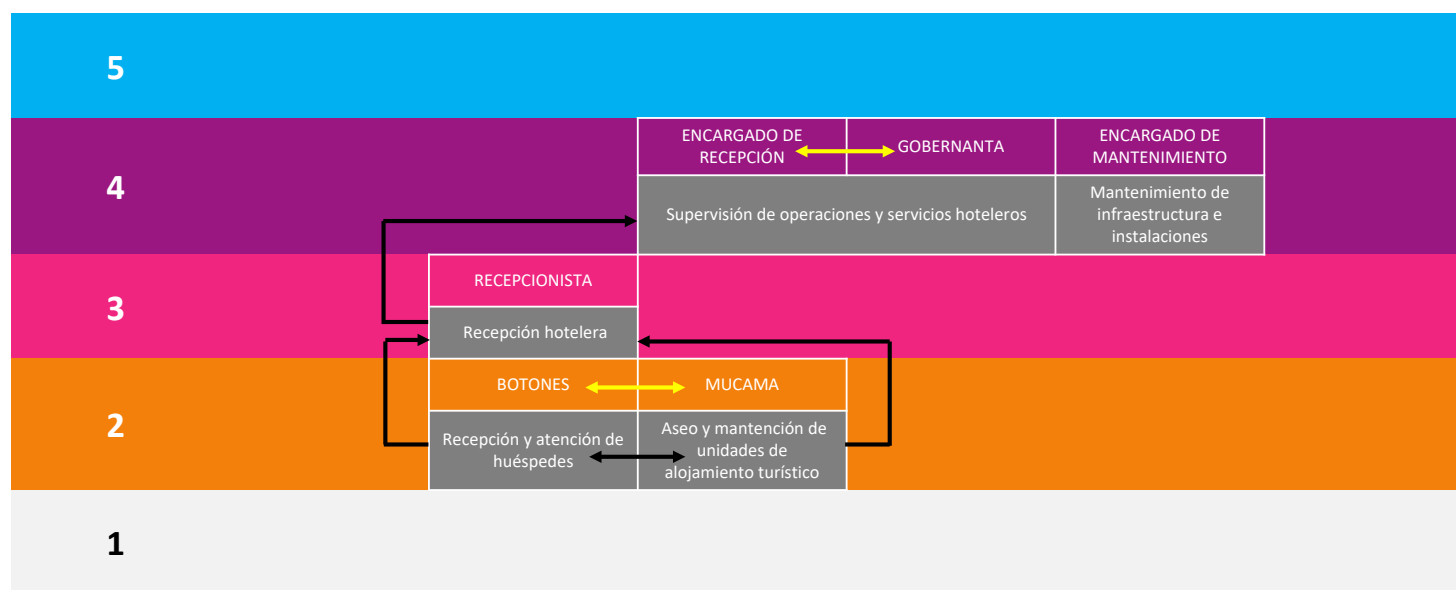 5
4
ENCARGADO DE
RECEPCIÓN
GOBERNANTA
ENCARGADO DE
MANTENIMIENTO
Supervisión de operaciones y servicios hoteleros
Mantenimiento de
infraestructura e
instalaciones
3
RECEPCIONISTA
Recepción hotelera
2
BOTONES
MUCAMA
Recepción y atención de
huéspedes
Aseo y mantención de
unidades de
alojamiento turístico
1